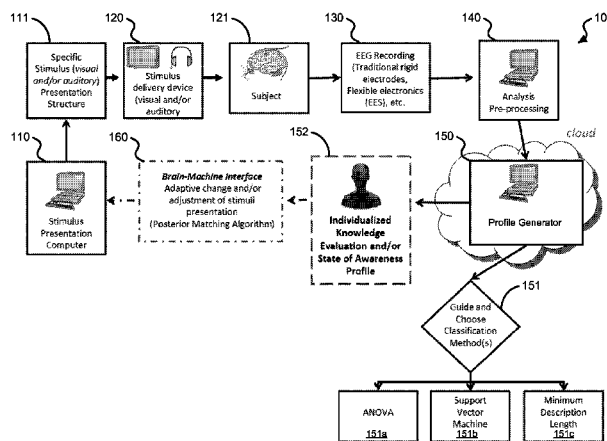 111
120
121
130
140
10
Specific
Stimulus (visual
and/or auditory)
Presentation
Structure
Stimulus
delivery device
(visual and/or
auditory
Subject
EEG Recording
(Traditional rigid
electrodes,
Flexible electronics
(EES), etc.
Analysis
Pre-processing
110
160
152
150
cloud
Stimulus
Presentation
Computer
Brain-Machine Interface
Adaptive change and/or
adjustment of stimuli
presentation
(Posterior Matching Algorithm)
Individualized
Knowledge
Evaluation and/or
State of Awareness
Profile
Profile Generator
151
Guide and
Choose
Classification
Method(s)
ANOVA
151a
Support
Vector
Machine
151b
Minimum
Description
Length
151c